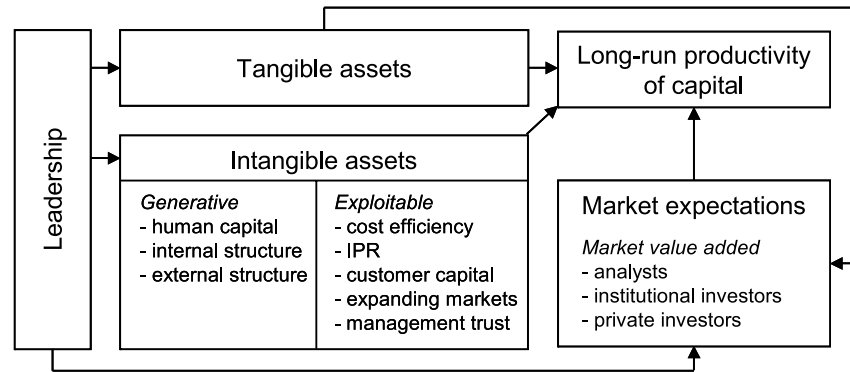 Leadership
Tangible assets
Long-run productivity
of capital
Intangible assets
Generative
- human capital
- internal structure
- external structure
Exploitable
- cost efficiency
- IPR
- customer capital
- expanding markets
- management trust
Market expectations
Market value added
- analysts
- institutional investors
- private investors